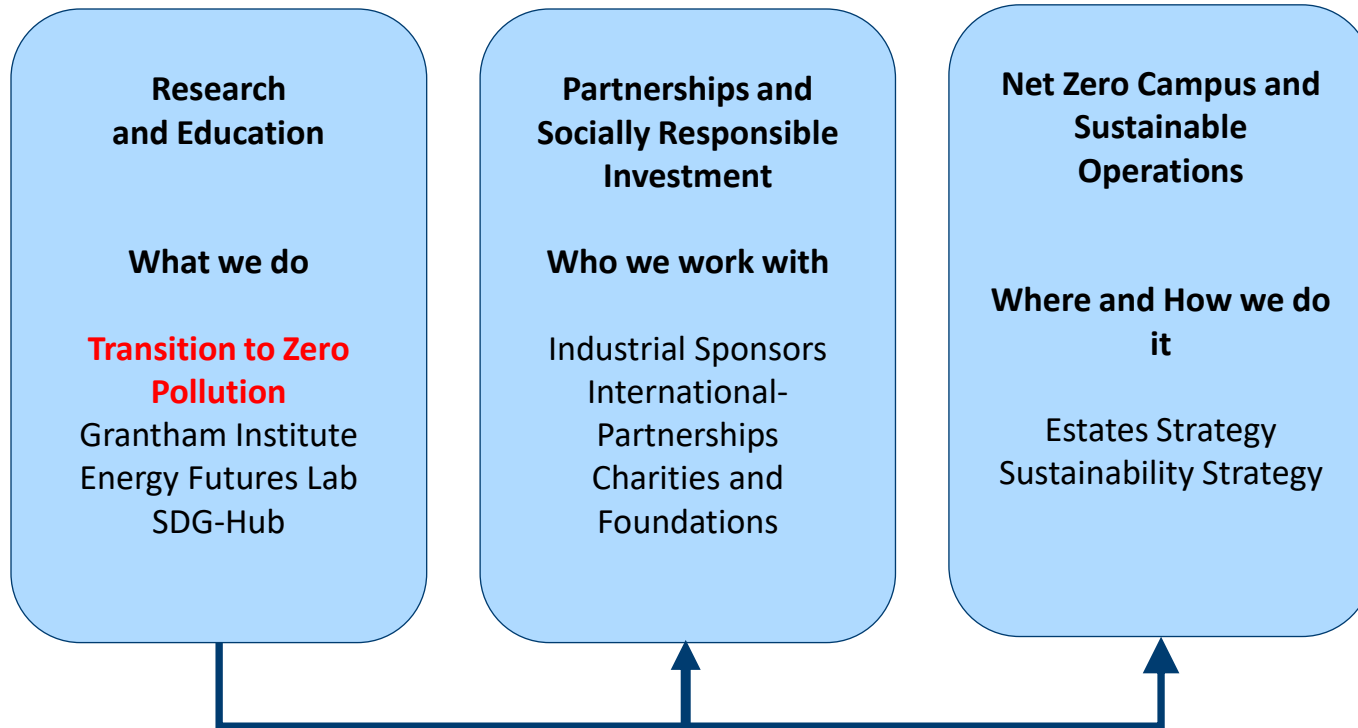 Research
and Education
What we do
Transition to Zero
Pollution
Grantham Institute
Energy Futures Lab
SDG-Hub
Partnerships and
Socially Responsible
Investment
Who we work with
Industrial Sponsors
International-
Partnerships
Charities and
Foundations
Net Zero Campus and
Sustainable
Operations
Where and How we do
it
Estates Strategy
Sustainability Strategy